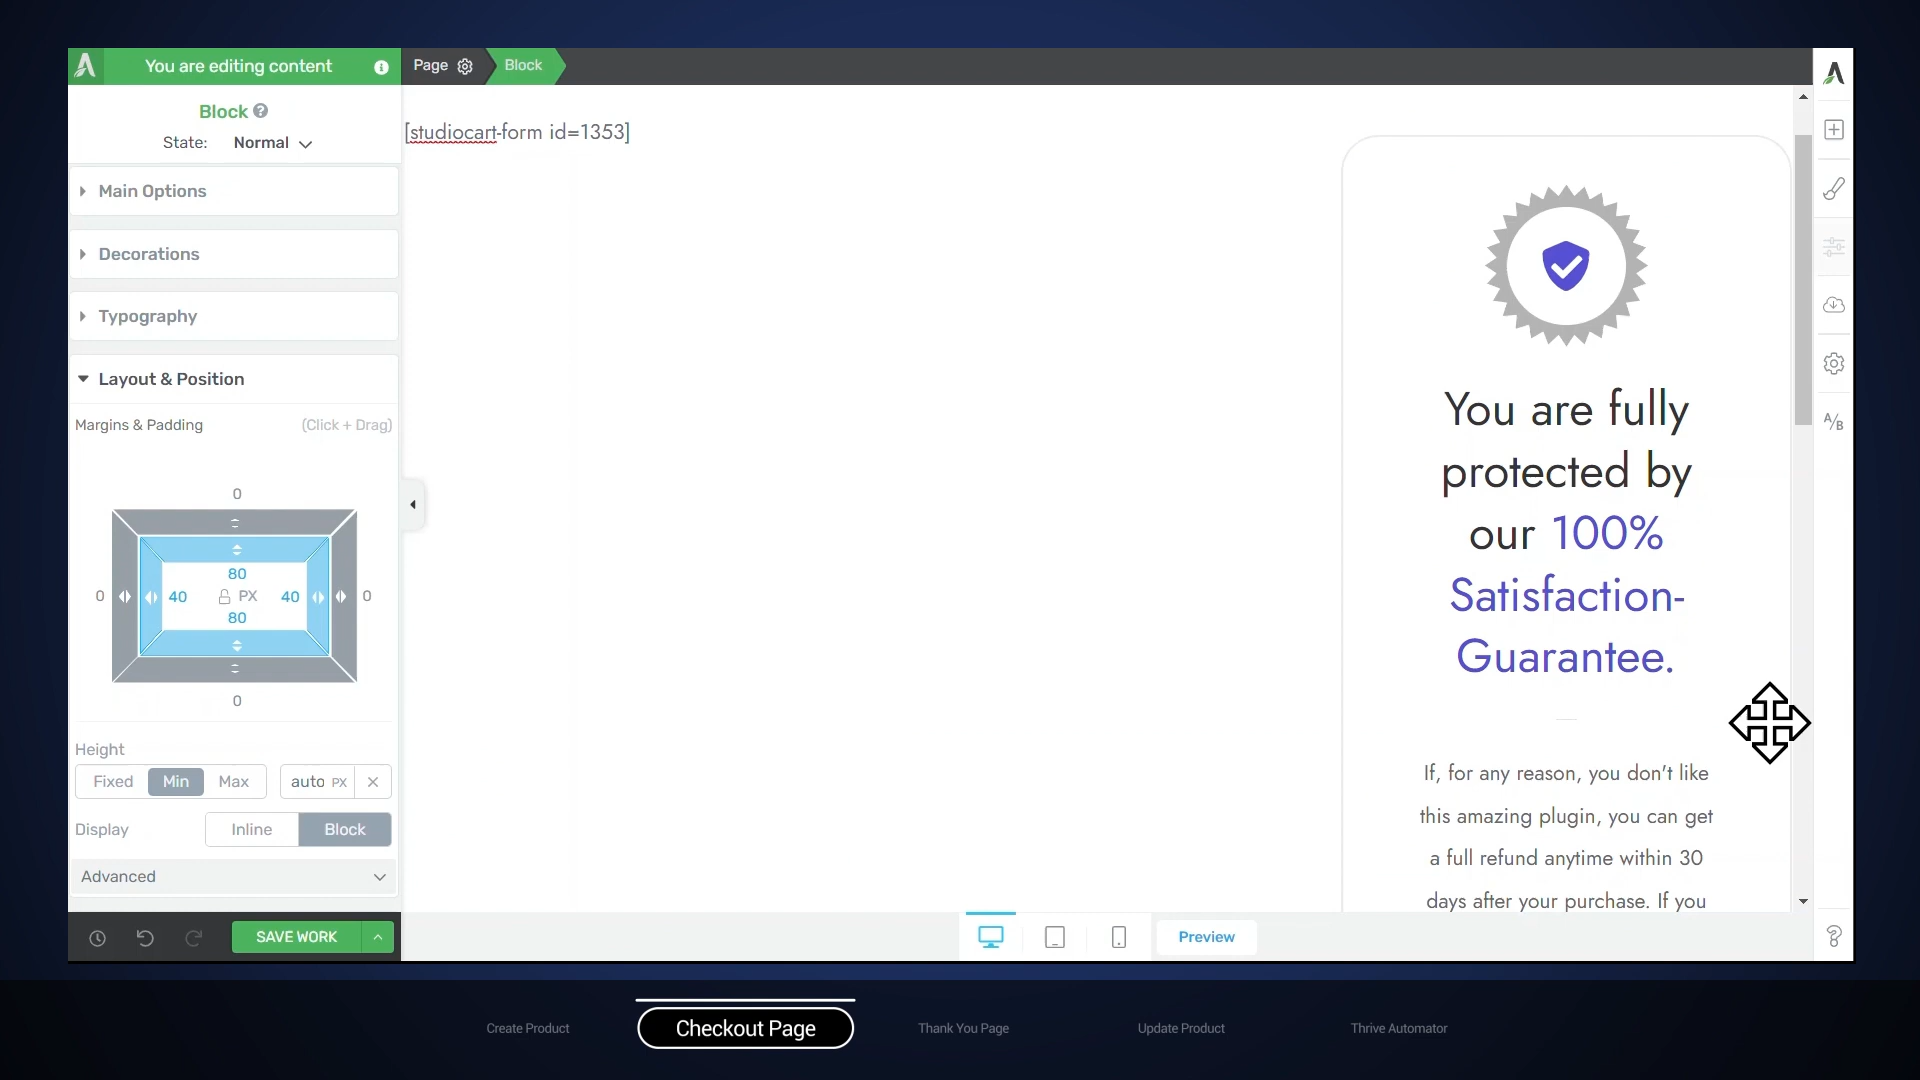 You are editing content
Page
Block
Block
State: Normal
Main Options
Decorations
Typography
Layout & Position
Margins & Padding (Click + Drag)
0
80
0 40 PX 40 0
80
0
Height
Fixed Min Max auto PX
Display Inline Block
Advanced
SAVE WORK
[studiocart-form id=1353]
You are fully
protected by
our 100%
Satisfaction-
Guarantee.
If, for any reason, you don't like
this amazing plugin, you can get
a full refund anytime within 30
days after your purchase. If you
Preview
A/B
Create Product
Checkout Page
Thank You Page
Update Product
Thrive Automator